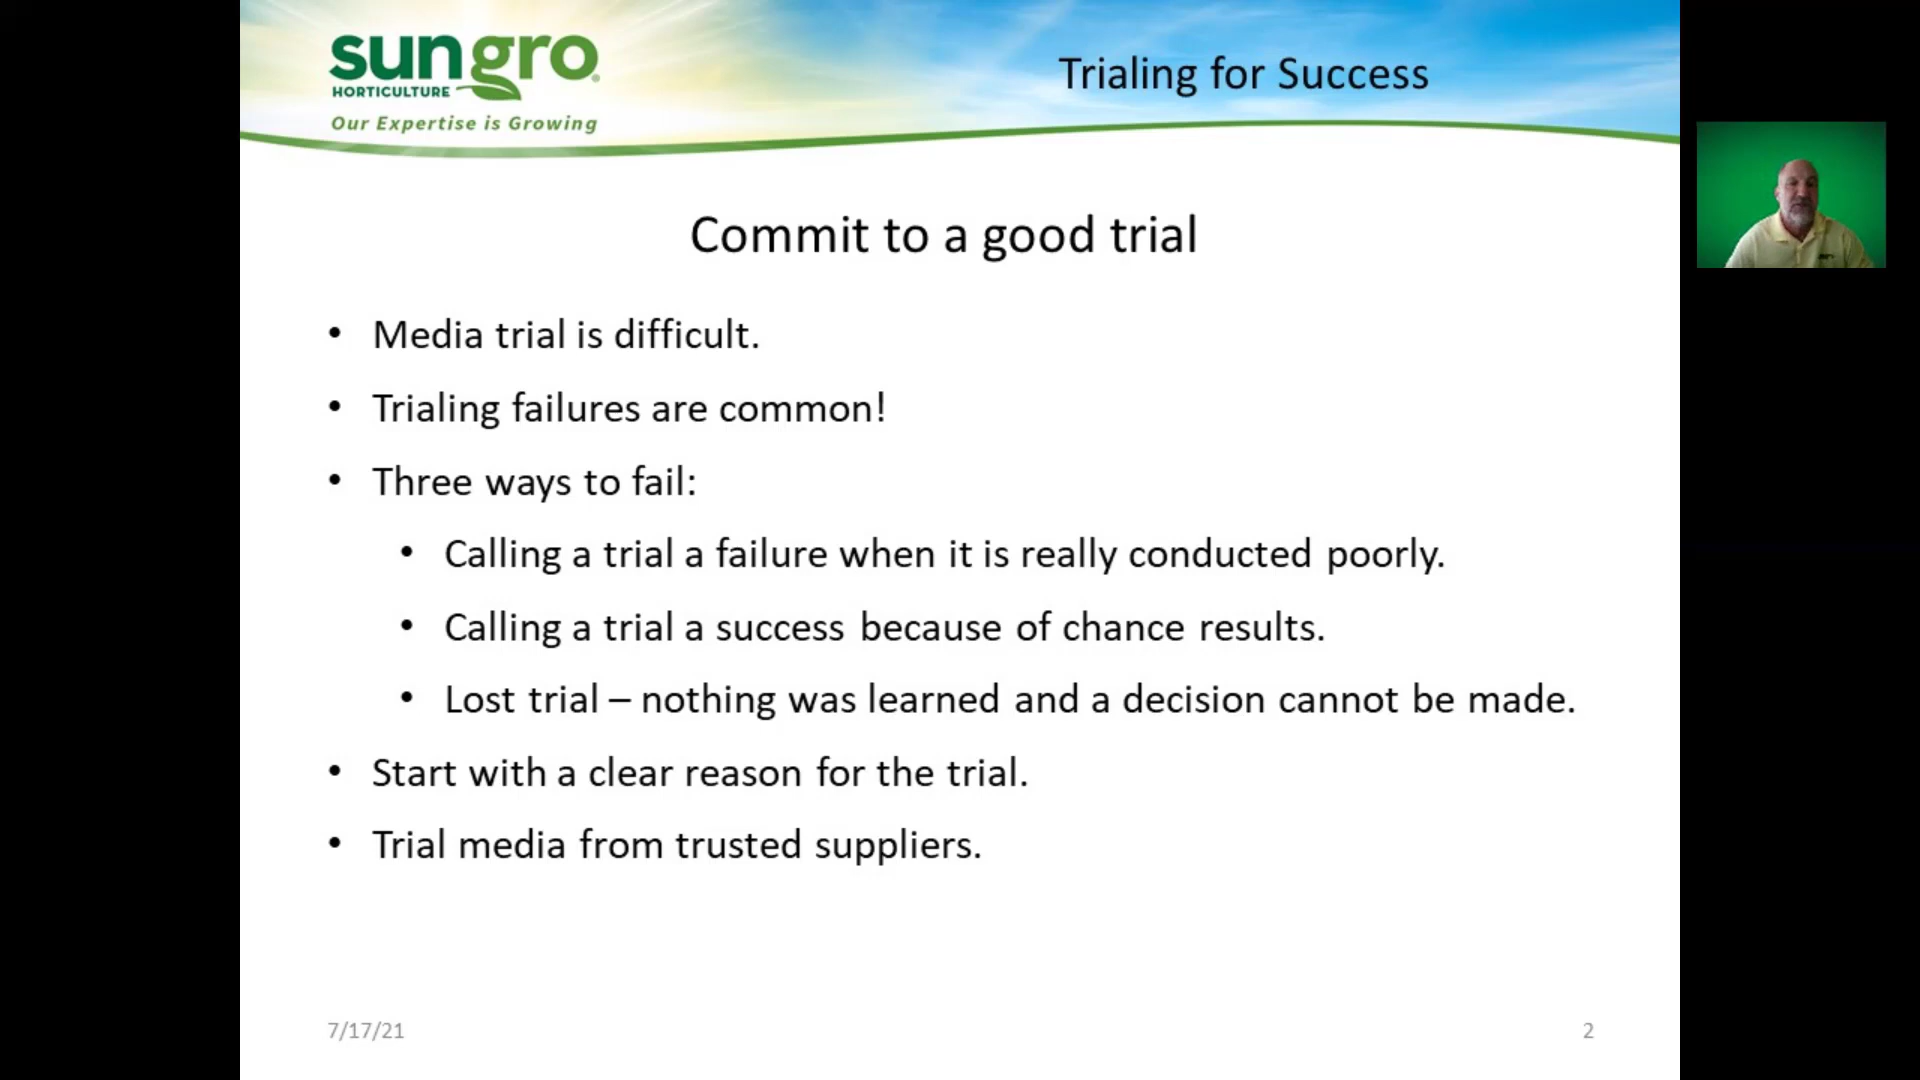 sun gro
HORTICULTURE
Our Expertise is Growing
Trialing for Success
Commit to a good trial
• Media trial is difficult.
• Trialing failures are common!
• Three ways to fail:
• Calling a trial a failure when it is really conducted poorly.
• Calling a trial a success because of chance results.
• Lost trial – nothing was learned and a decision cannot be made.
• Start with a clear reason for the trial.
• Trial media from trusted suppliers.
7/17/21
2